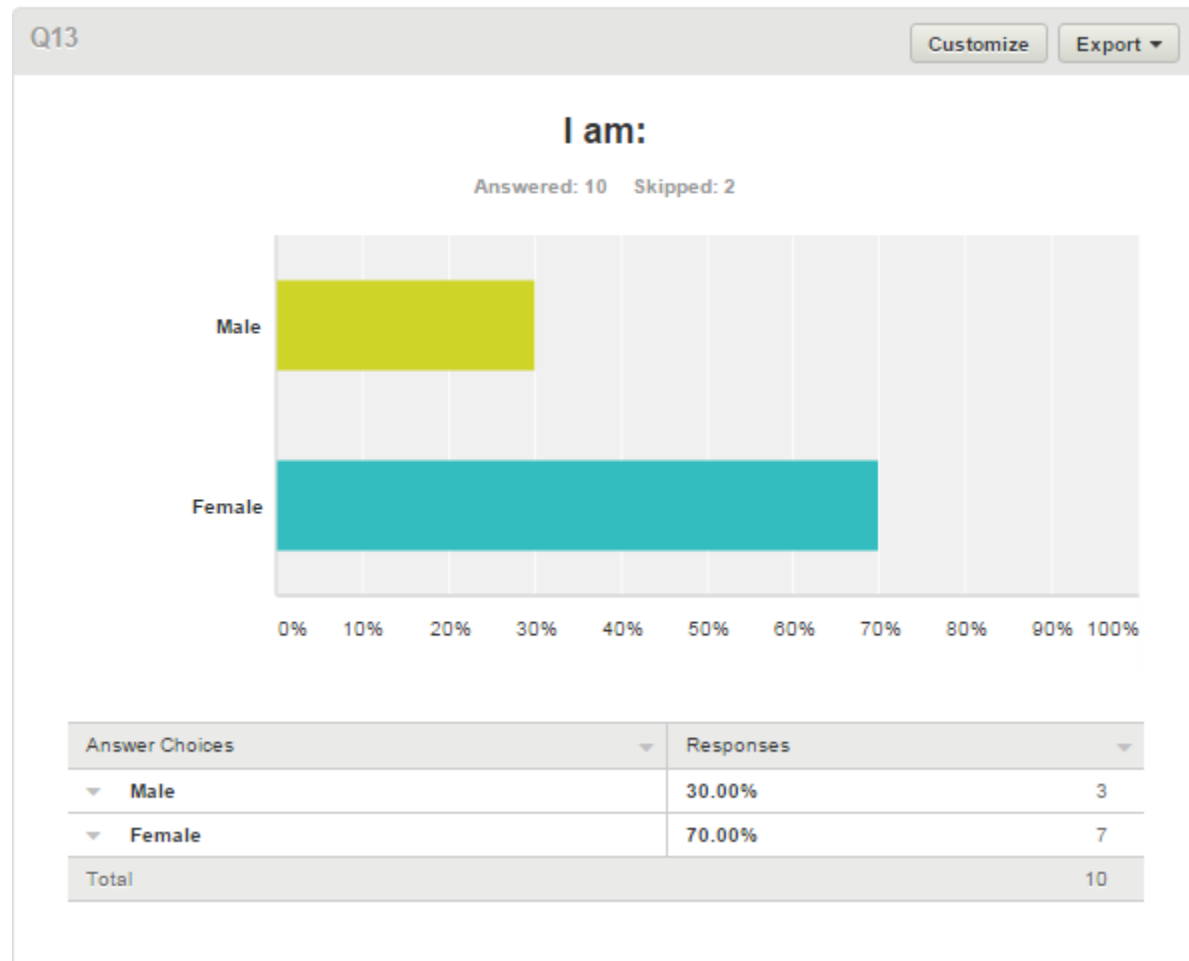 Q13
Customize Export
I am:
Answered: 10 Skipped: 2
Male
Female
0% 10% 20% 30% 40% 50% 60% 70% 80% 90% 100%
Answer Choices Responses
Male 30.00% 3
Female 70.00% 7
Total 10